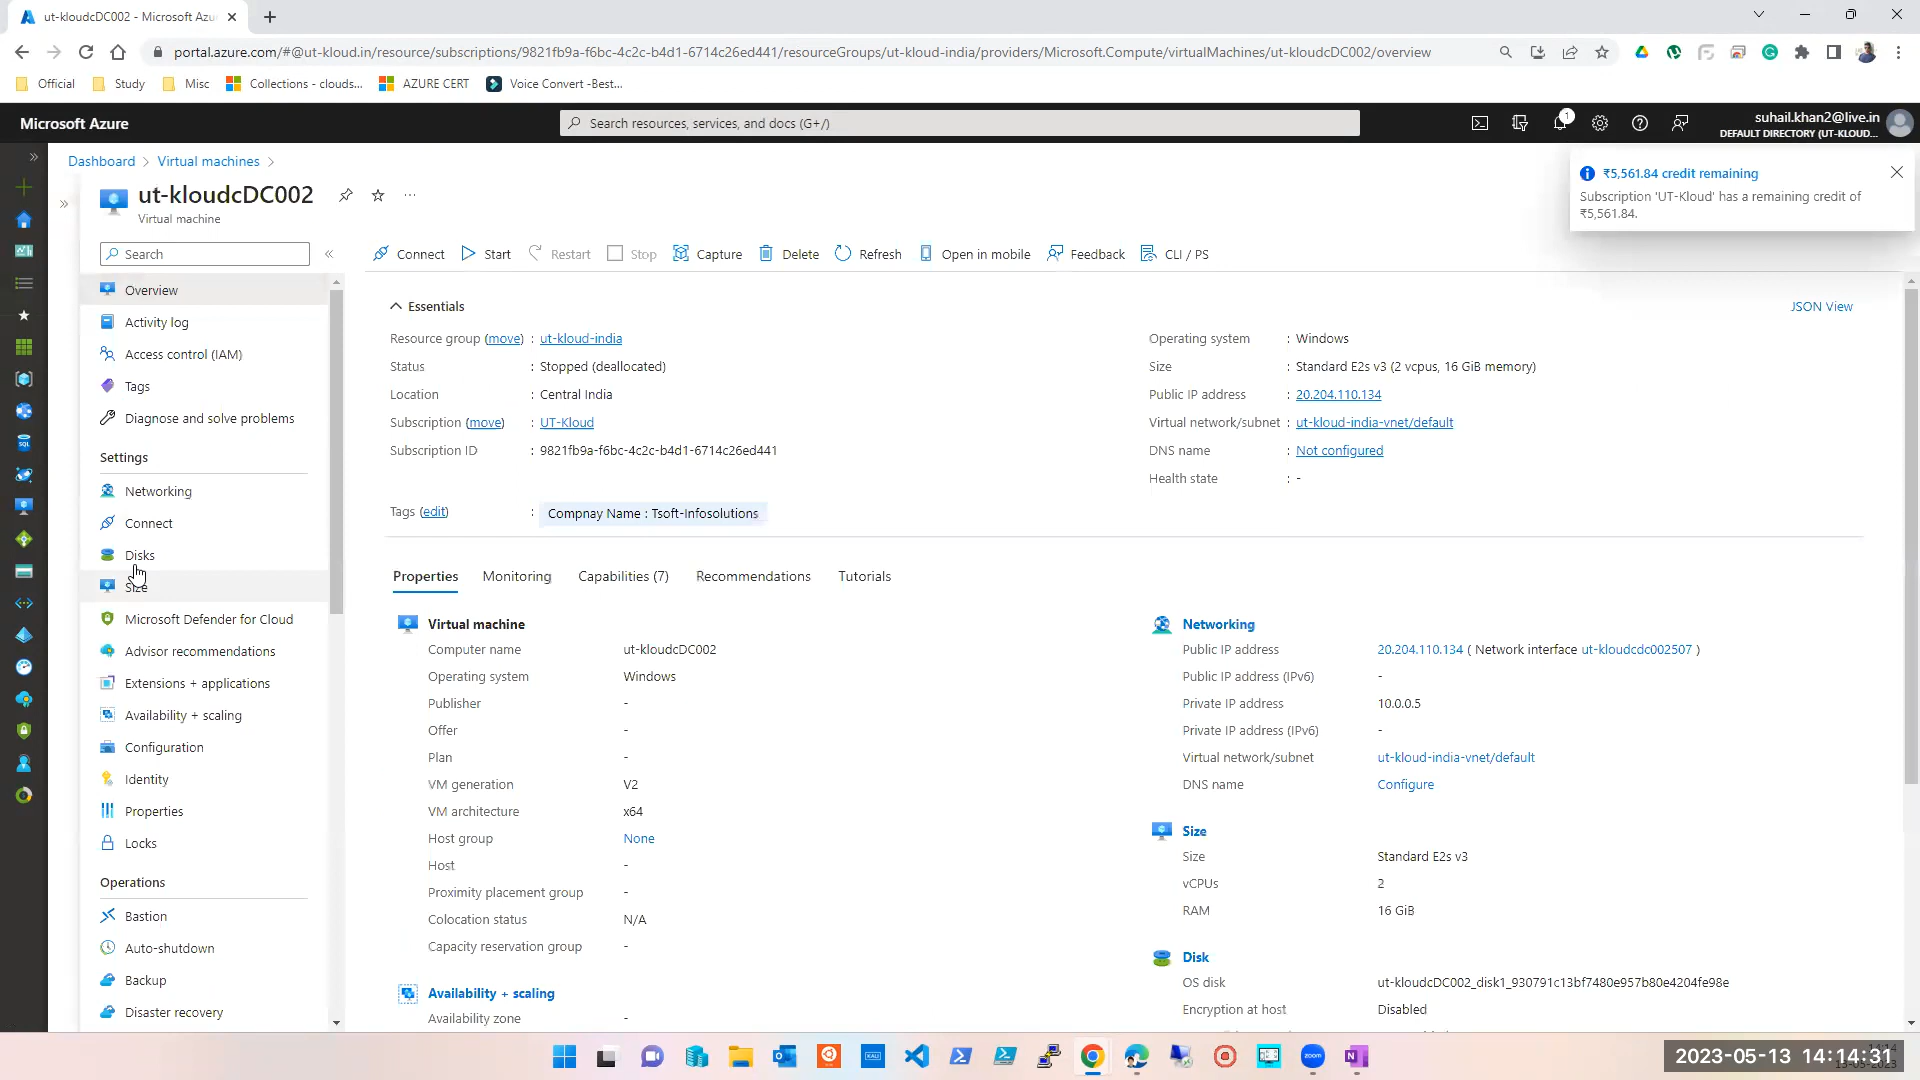 ut-kloudcDC002 - Microsoft Azu
portal.azure.com/#@ut-kloud.in/resource/subscriptions/9821fb9a-f6bc-4c2c-b4d1-6714c26ed441/resourceGroups/ut-kloud-india/providers/Microsoft.Compute/virtualMachines/ut-kloudcDC002/overview
Official Study Misc Collections - clouds... AZURE CERT Voice Convert -Best...
Microsoft Azure
Search resources, services, and docs (G+/)
1
suhail.khan2@live.in
DEFAULT DIRECTORY (UT-KLOUD...
Dashboard > Virtual machines >
₹5,561.84 credit remaining
Subscription 'UT-Kloud' has a remaining credit of
₹5,561.84.
ut-kloudcDC002
Virtual machine
Search
Connect Start Restart Stop Capture Delete Refresh Open in mobile Feedback CLI / PS
Overview
Activity log
Access control (IAM)
Tags
Diagnose and solve problems
Settings
Networking
Connect
Disks
Size
Microsoft Defender for Cloud
Advisor recommendations
Extensions + applications
Availability + scaling
Configuration
Identity
Properties
Locks
Operations
Bastion
Auto-shutdown
Backup
Disaster recovery
Essentials
JSON View
Resource group (move) : ut-kloud-india
Status : Stopped (deallocated)
Location : Central India
Subscription (move) : UT-Kloud
Subscription ID : 9821fb9a-f6bc-4c2c-b4d1-6714c26ed441
Operating system : Windows
Size : Standard E2s v3 (2 vcpus, 16 GiB memory)
Public IP address : 20.204.110.134
Virtual network/subnet : ut-kloud-india-vnet/default
DNS name : Not configured
Health state : -
Tags (edit) : Compnay Name : Tsoft-Infosolutions
Properties Monitoring Capabilities (7) Recommendations Tutorials
Virtual machine
Computer name ut-kloudcDC002
Operating system Windows
Publisher -
Offer -
Plan -
VM generation V2
VM architecture x64
Host group None
Host -
Proximity placement group -
Colocation status N/A
Capacity reservation group -
Availability + scaling
Availability zone -
Networking
Public IP address 20.204.110.134 ( Network interface ut-kloudcdc002507 )
Public IP address (IPv6) -
Private IP address 10.0.0.5
Private IP address (IPv6) -
Virtual network/subnet ut-kloud-india-vnet/default
DNS name Configure
Size
Size Standard E2s v3
vCPUs 2
RAM 16 GiB
Disk
OS disk ut-kloudcDC002_disk1_930791c13bf7480e957b80e4204fe98e
Encryption at host Disabled
2023-05-13 14:14:31